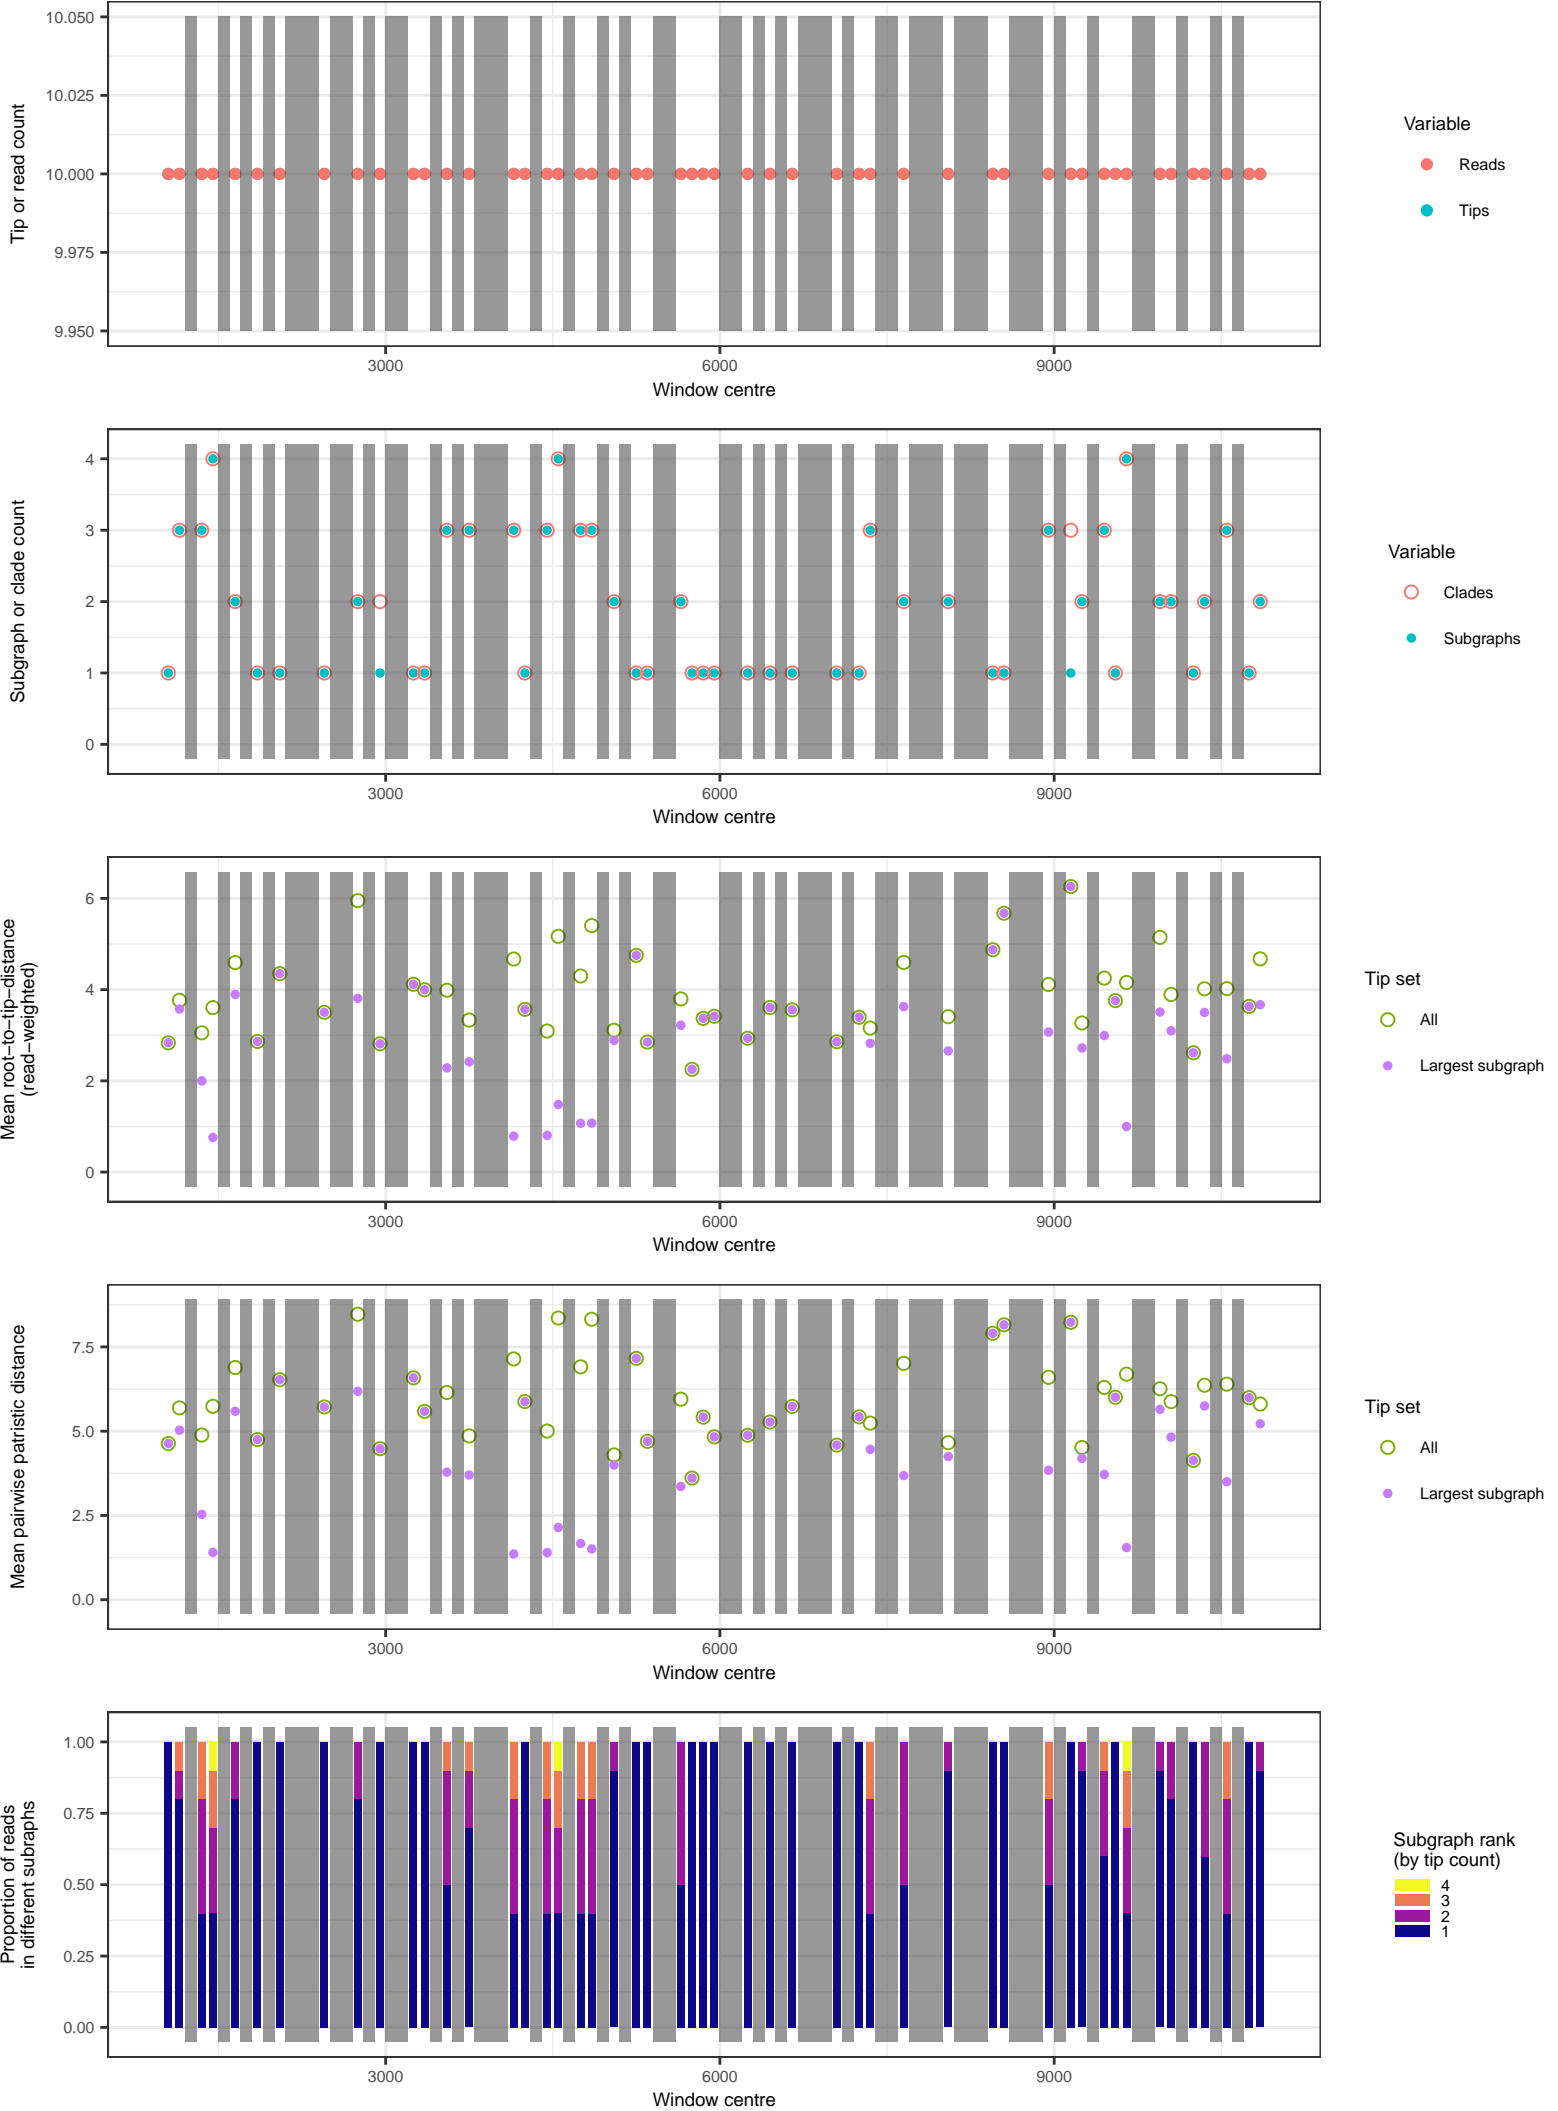 10.050
10.025
10.000
9.975
9.950
Tip or read count
3000
6000
9000
Window centre
Variable
Reads
Tips
4
3
2
1
0
Subgraph or clade count
3000
6000
9000
Window centre
Variable
Clades
Subgraphs
6
4
2
0
Mean root−to−tip−distance
(read−weighted)
3000
6000
9000
Window centre
Tip set
All
Largest subgraph
7.5
5.0
2.5
0.0
Mean pairwise patristic distance
3000
6000
9000
Window centre
Tip set
All
Largest subgraph
1.00
0.75
0.50
0.25
0.00
Proportion of reads
in different subraphs
3000
6000
9000
Window centre
Subgraph rank
(by tip count)
4
3
2
1